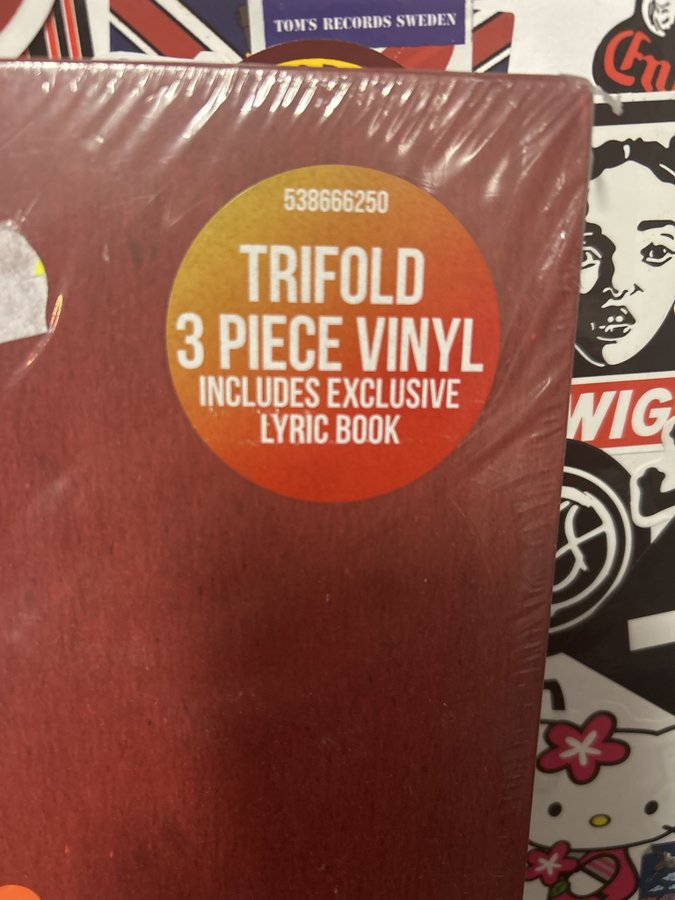 TOM'S RECORDS SWEDEN
538666250
TRIFOLD
3 PIECE VINYL
INCLUDES EXCLUSIVE
LYRIC BOOK
WIG